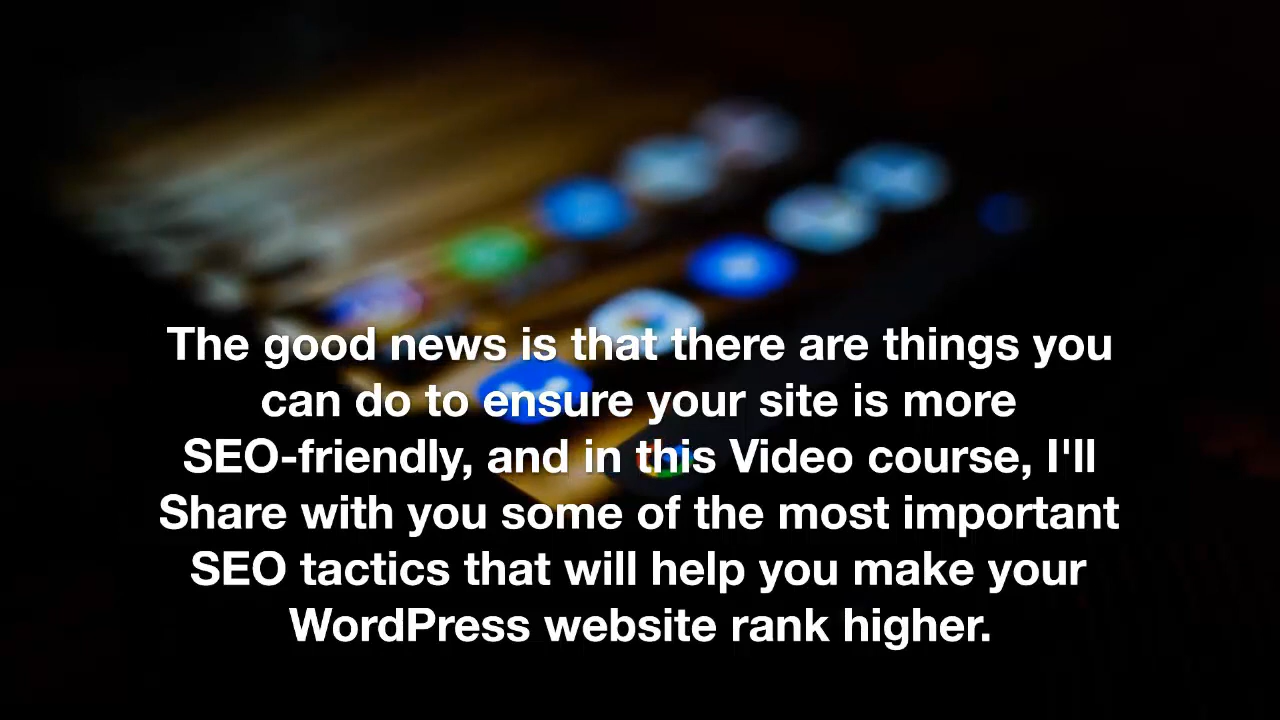 The good news is that there are things you
can do to ensure your site is more
SEO-friendly, and in this Video course, I'll
Share with you some of the most important
SEO tactics that will help you make your
WordPress website rank higher.